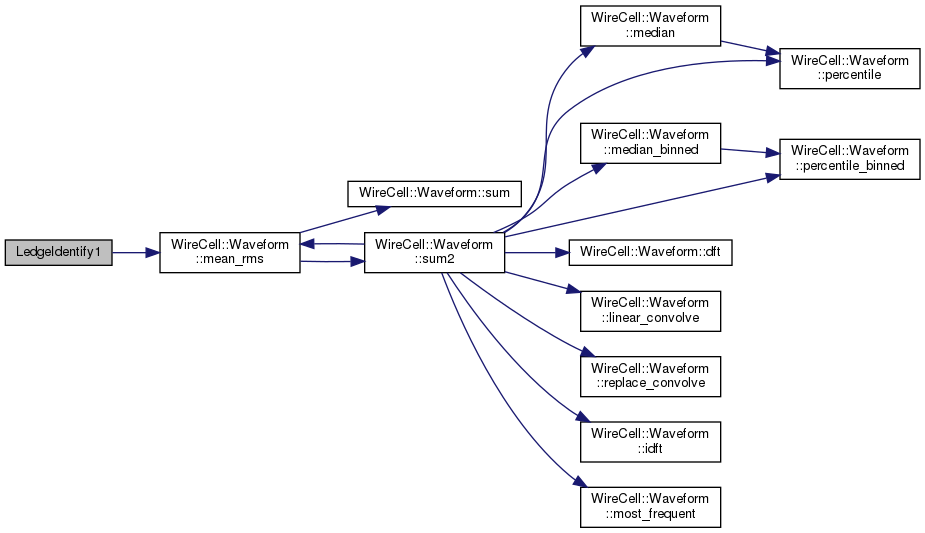 LedgeIdentify1
WireCell::Waveform
::mean_rms
WireCell::Waveform::sum
WireCell::Waveform
::sum2
WireCell::Waveform
::median
WireCell::Waveform
::percentile
WireCell::Waveform
::median_binned
WireCell::Waveform
::percentile_binned
WireCell::Waveform::dft
WireCell::Waveform
::linear_convolve
WireCell::Waveform
::replace_convolve
WireCell::Waveform
::idft
WireCell::Waveform
::most_frequent